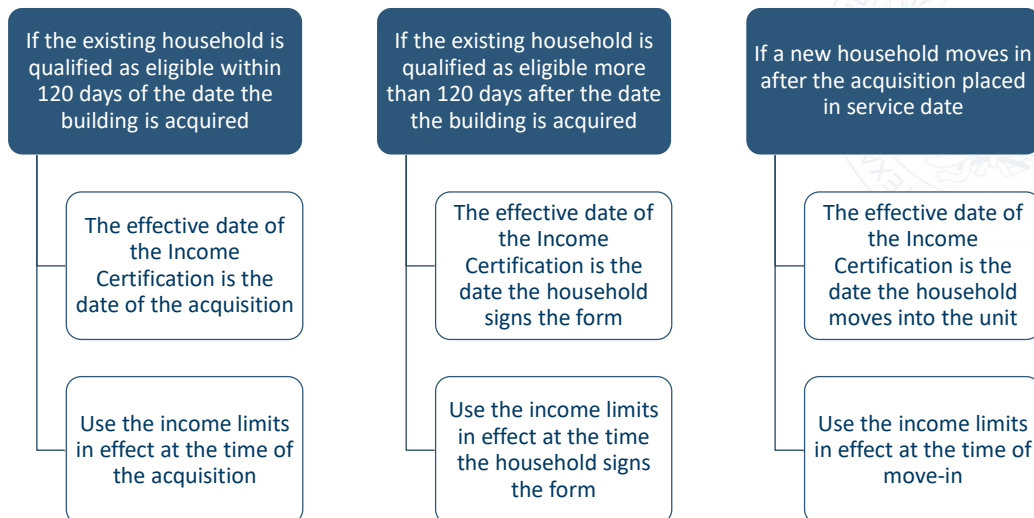 If the existing household is
qualified as eligible within
120 days of the date the
building is acquired
The effective date of
the Income
Certification is the
date of the acquisition
Use the income limits
in effect at the time of
the acquisition
If the existing household is
qualified as eligible more
than 120 days after the date
the building is acquired
The effective date of
the Income
Certification is the
date the household
signs the form
Use the income limits
in effect at the time
the household signs
the form
If a new household moves in
after the acquisition placed
in service date
The effective date of
the Income
Certification is the
date the household
moves into the unit
Use the income limits
in effect at the time of
move-in